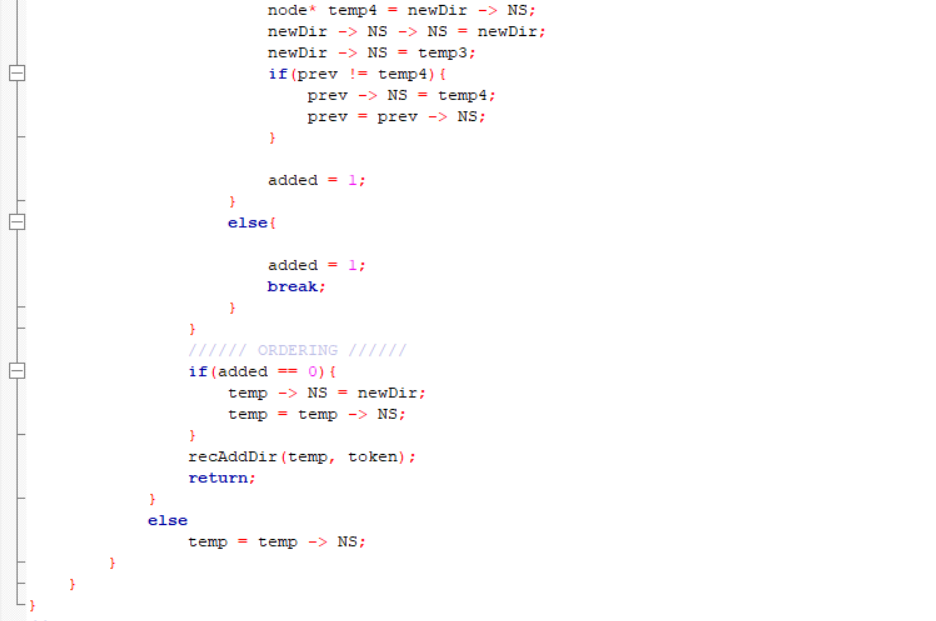 node* temp4 = newDir -> NS;
newDir -> NS -> NS = newDir;
newDir -> NS = temp3;
if(prev != temp4){
prev -> NS = temp4;
prev = prev -> NS;
}
added = 1;
}
else{
added = 1;
break;
}
}
////// ORDERING //////
if(added == 0){
temp -> NS = newDir;
temp = temp -> NS;
}
recAddDir(temp, token);
return;
}
else
temp = temp -> NS;
}
}
}